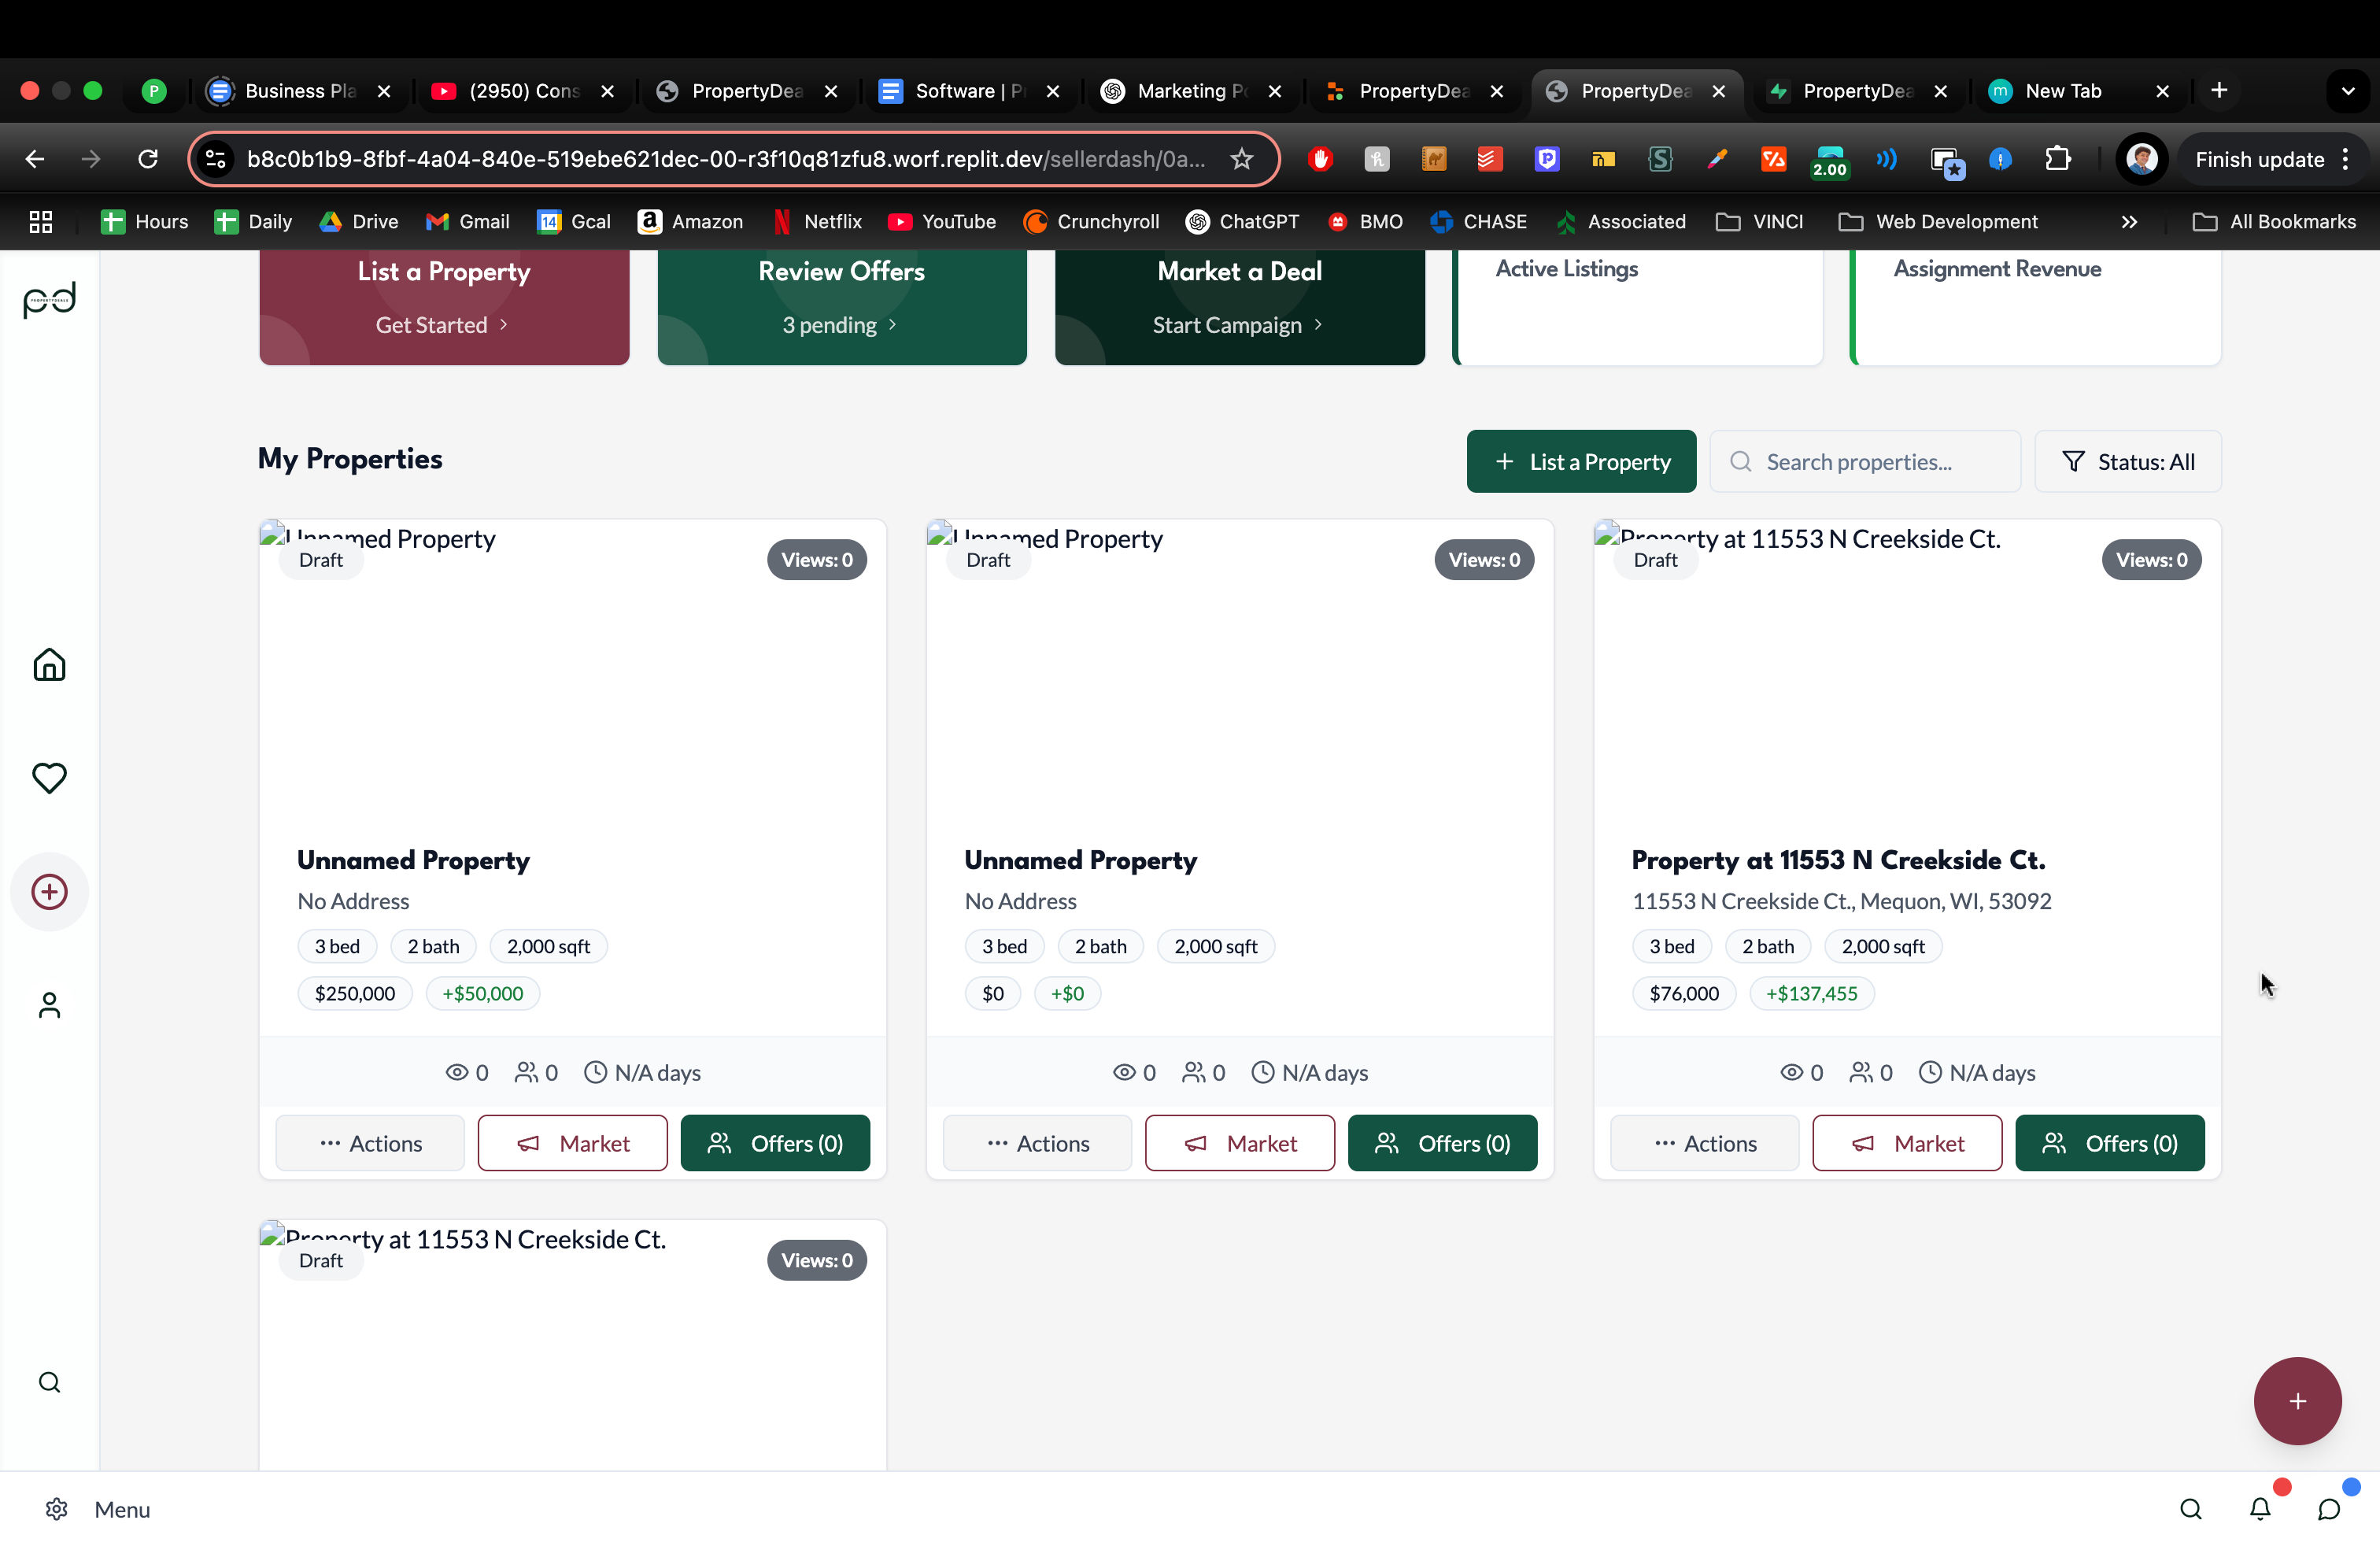 P Business Pla (2950) Cons PropertyDea Software | P Marketing Po PropertyDea PropertyDea PropertyDea m New Tab
b8c0b1b9-8fbf-4a04-840e-519ebe621dec-00-r3f10q81zfu8.worf.replit.dev/sellerdash/0a... 2.00 Finish update
Hours Daily Drive Gmail 14 Gcal Amazon Netflix YouTube Crunchyroll ChatGPT BMO CHASE Associated VINCI Web Development All Bookmarks
pd
List a Property Review Offers Market a Deal Active Listings Assignment Revenue
Get Started 3 pending Start Campaign
My Properties + List a Property Search properties... Status: All
Unnamed Property Unnamed Property Property at 11553 N Creekside Ct.
Draft Views: 0 Draft Views: 0 Draft Views: 0
Unnamed Property Unnamed Property Property at 11553 N Creekside Ct.
No Address No Address 11553 N Creekside Ct., Mequon, WI, 53092
3 bed 2 bath 2,000 sqft 3 bed 2 bath 2,000 sqft 3 bed 2 bath 2,000 sqft
$250,000 +$50,000 $0 +$0 $76,000 +$137,455
0 0 N/A days 0 0 N/A days 0 0 N/A days
··· Actions Market Offers (0) ··· Actions Market Offers (0) ··· Actions Market Offers (0)
Property at 11553 N Creekside Ct.
Draft Views: 0
Menu